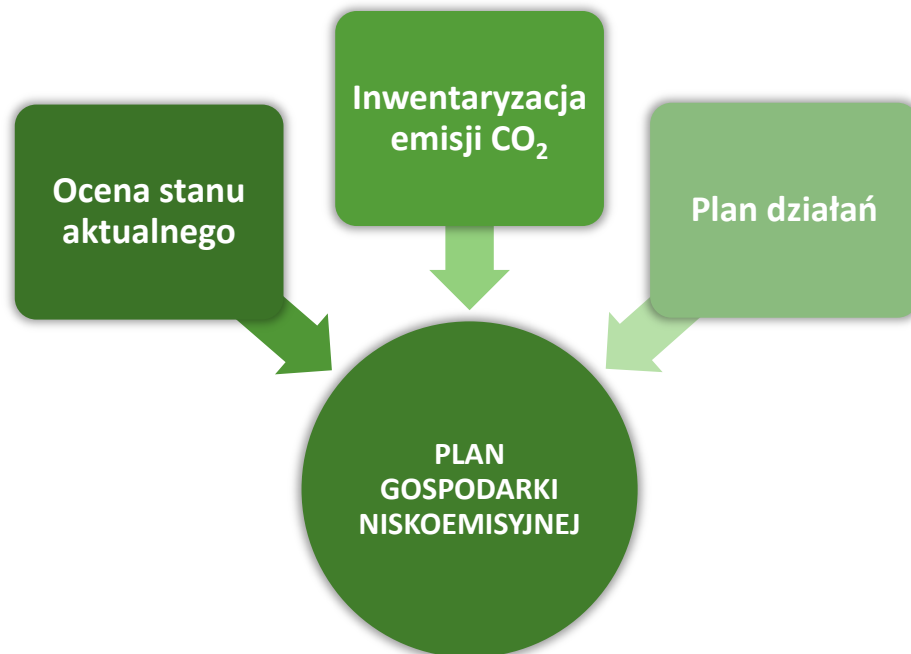 Ocena stanu
aktualnego
Inwentaryzacja
emisji CO₂
Plan działań
PLAN
GOSPODARKI
NISKOEMISYJNEJ